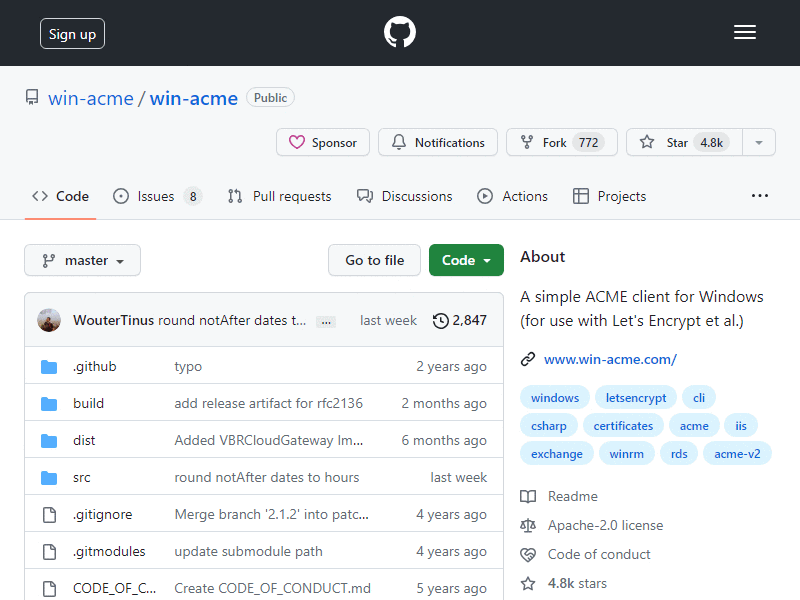 Sign up
win-acme / win-acme Public
Sponsor Notifications Fork 772 Star 4.8k
Code Issues 8 Pull requests Discussions Actions Projects ...
master Go to file Code
WouterTinus round notAfter dates t... ... last week 2,847
.github typo 2 years ago
build add release artifact for rfc2136 2 months ago
dist Added VBRCloudGateway Im... 6 months ago
src round notAfter dates to hours last week
.gitignore Merge branch '2.1.2' into patc... 4 years ago
.gitmodules update submodule path 4 years ago
CODE_OF_C... Create CODE_OF_CONDUCT.md 5 years ago
About
A simple ACME client for Windows
(for use with Let's Encrypt et al.)
www.win-acme.com/
windows letsencrypt cli
csharp certificates acme iis
exchange winrm rds acme-v2
Readme
Apache-2.0 license
Code of conduct
4.8k stars